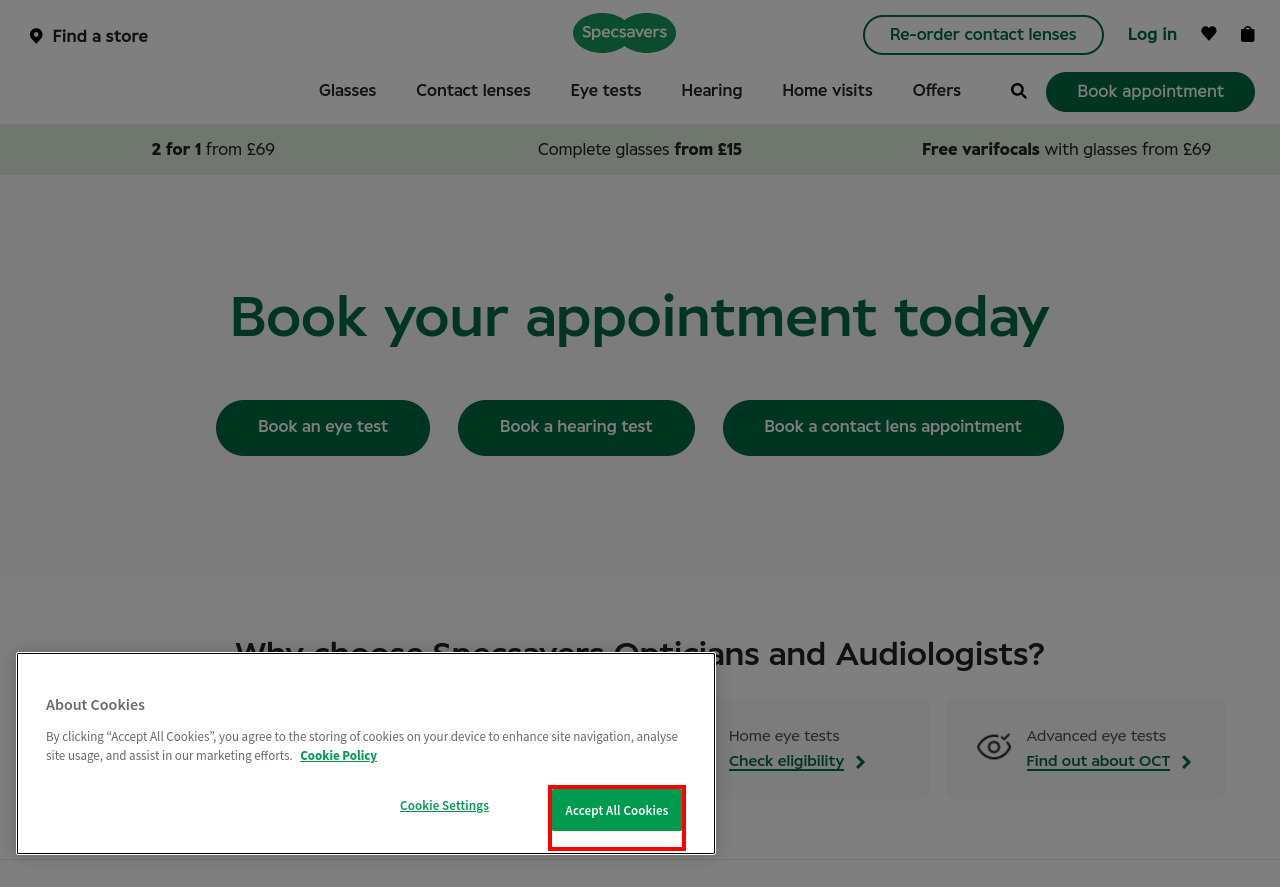 Find a store
Specsavers
Re-order contact lenses
Log in
Glasses
Contact lenses
Eye tests
Hearing
Home visits
Offers
Book appointment
2 for 1 from £69
Complete glasses from £15
Free varifocals with glasses from £69
Book your appointment today
Book an eye test
Book a hearing test
Book a contact lens appointment
Why choose Specsavers Opticians and Audiologists?
Home eye tests
Check eligibility
Advanced eye tests
Find out about OCT
About Cookies
By clicking “Accept All Cookies”, you agree to the storing of cookies on your device to enhance site navigation, analyse
site usage, and assist in our marketing efforts. Cookie Policy
Cookie Settings
Accept All Cookies